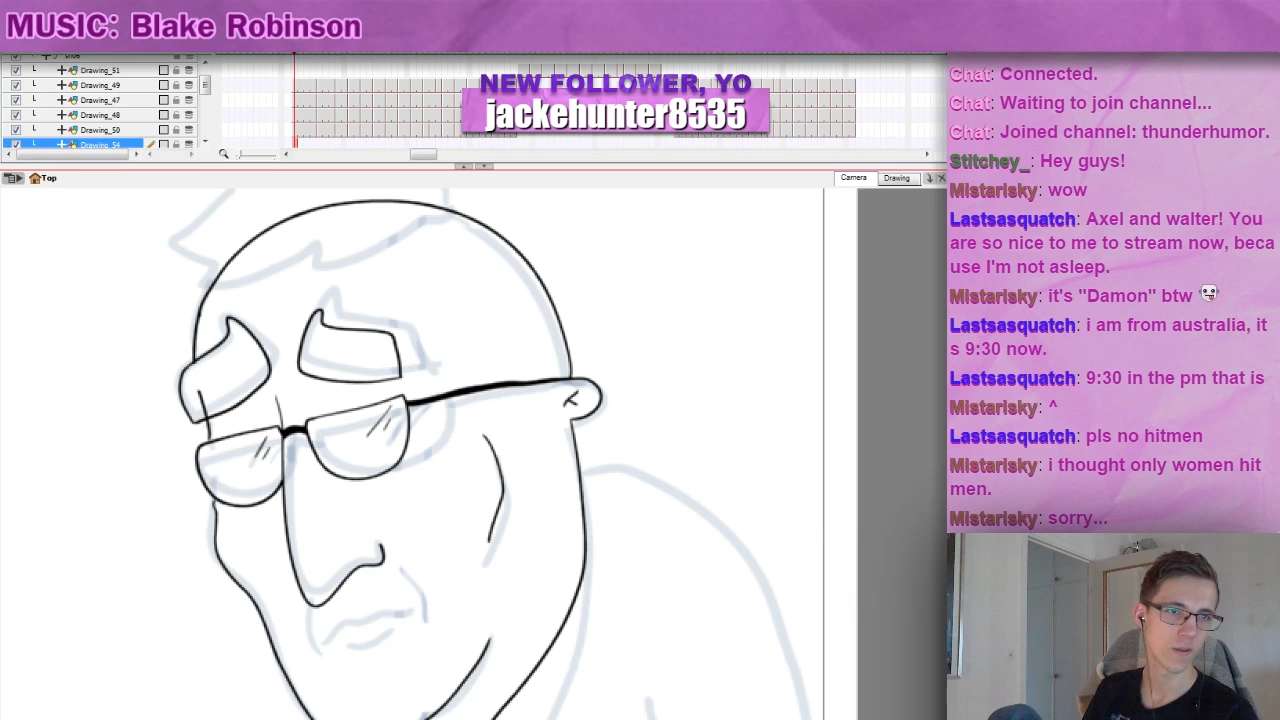 MUSIC: Blake Robinson
Drawing_51
Drawing_49
Drawing_47
Drawing_48
Drawing_50
Drawing_54
NEW FOLLOWER, YO
jackehunter8535
Top
Camera
Drawing
Chat: Connected.
Chat: Waiting to join channel...
Chat: Joined channel: thunderhumor.
Stitchey_: Hey guys!
Mistarisky: wow
Lastsasquatch: Axel and walter! You
are so nice to me to stream now, beca
use I'm not asleep.
Mistarisky: it's "Damon" btw
Lastsasquatch: i am from australia, it
s 9:30 now.
Lastsasquatch: 9:30 in the pm that is
Mistarisky: ^
Lastsasquatch: pls no hitmen
Mistarisky: i thought only women hit
men.
Mistarisky: sorry...